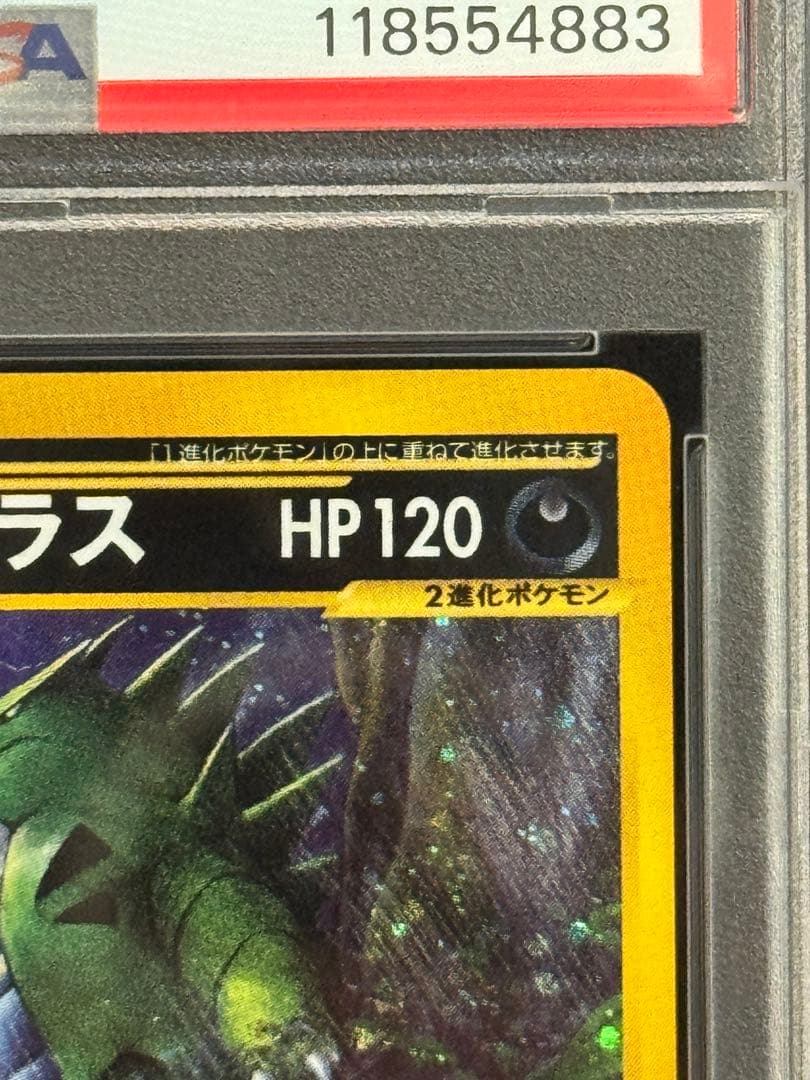 SA
118554883
「1進化ポケモン」の上に重ねて進化させます。
ラス HP120
2進化ポケモン